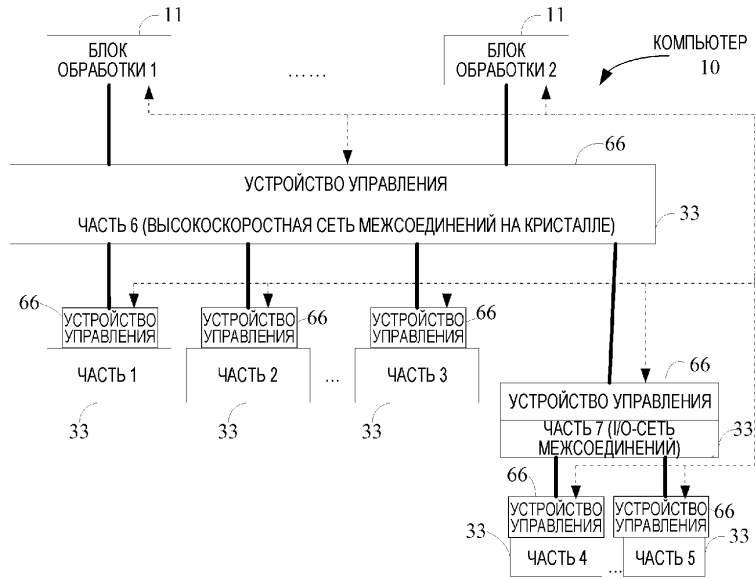 11
11
БЛОК
ОБРАБОТКИ 1
......
БЛОК
ОБРАБОТКИ 2
КОМПЬЮТЕР
10
66
УСТРОЙСТВО УПРАВЛЕНИЯ
ЧАСТЬ 6 (ВЫСОКОСКОРОСТНАЯ СЕТЬ МЕЖСОЕДИНЕНИЙ НА КРИСТАЛЛЕ)
33
66
УСТРОЙСТВО
УПРАВЛЕНИЯ
ЧАСТЬ 1
33
УСТРОЙСТВО
УПРАВЛЕНИЯ
66
ЧАСТЬ 2
33
...
УСТРОЙСТВО
УПРАВЛЕНИЯ
66
ЧАСТЬ 3
33
66
УСТРОЙСТВО УПРАВЛЕНИЯ
ЧАСТЬ 7 (I/O-СЕТЬ
МЕЖСОЕДИНЕНИЙ)
33
66
УСТРОЙСТВО
УПРАВЛЕНИЯ
33
ЧАСТЬ 4
...
УСТРОЙСТВО
УПРАВЛЕНИЯ
66
ЧАСТЬ 5
33